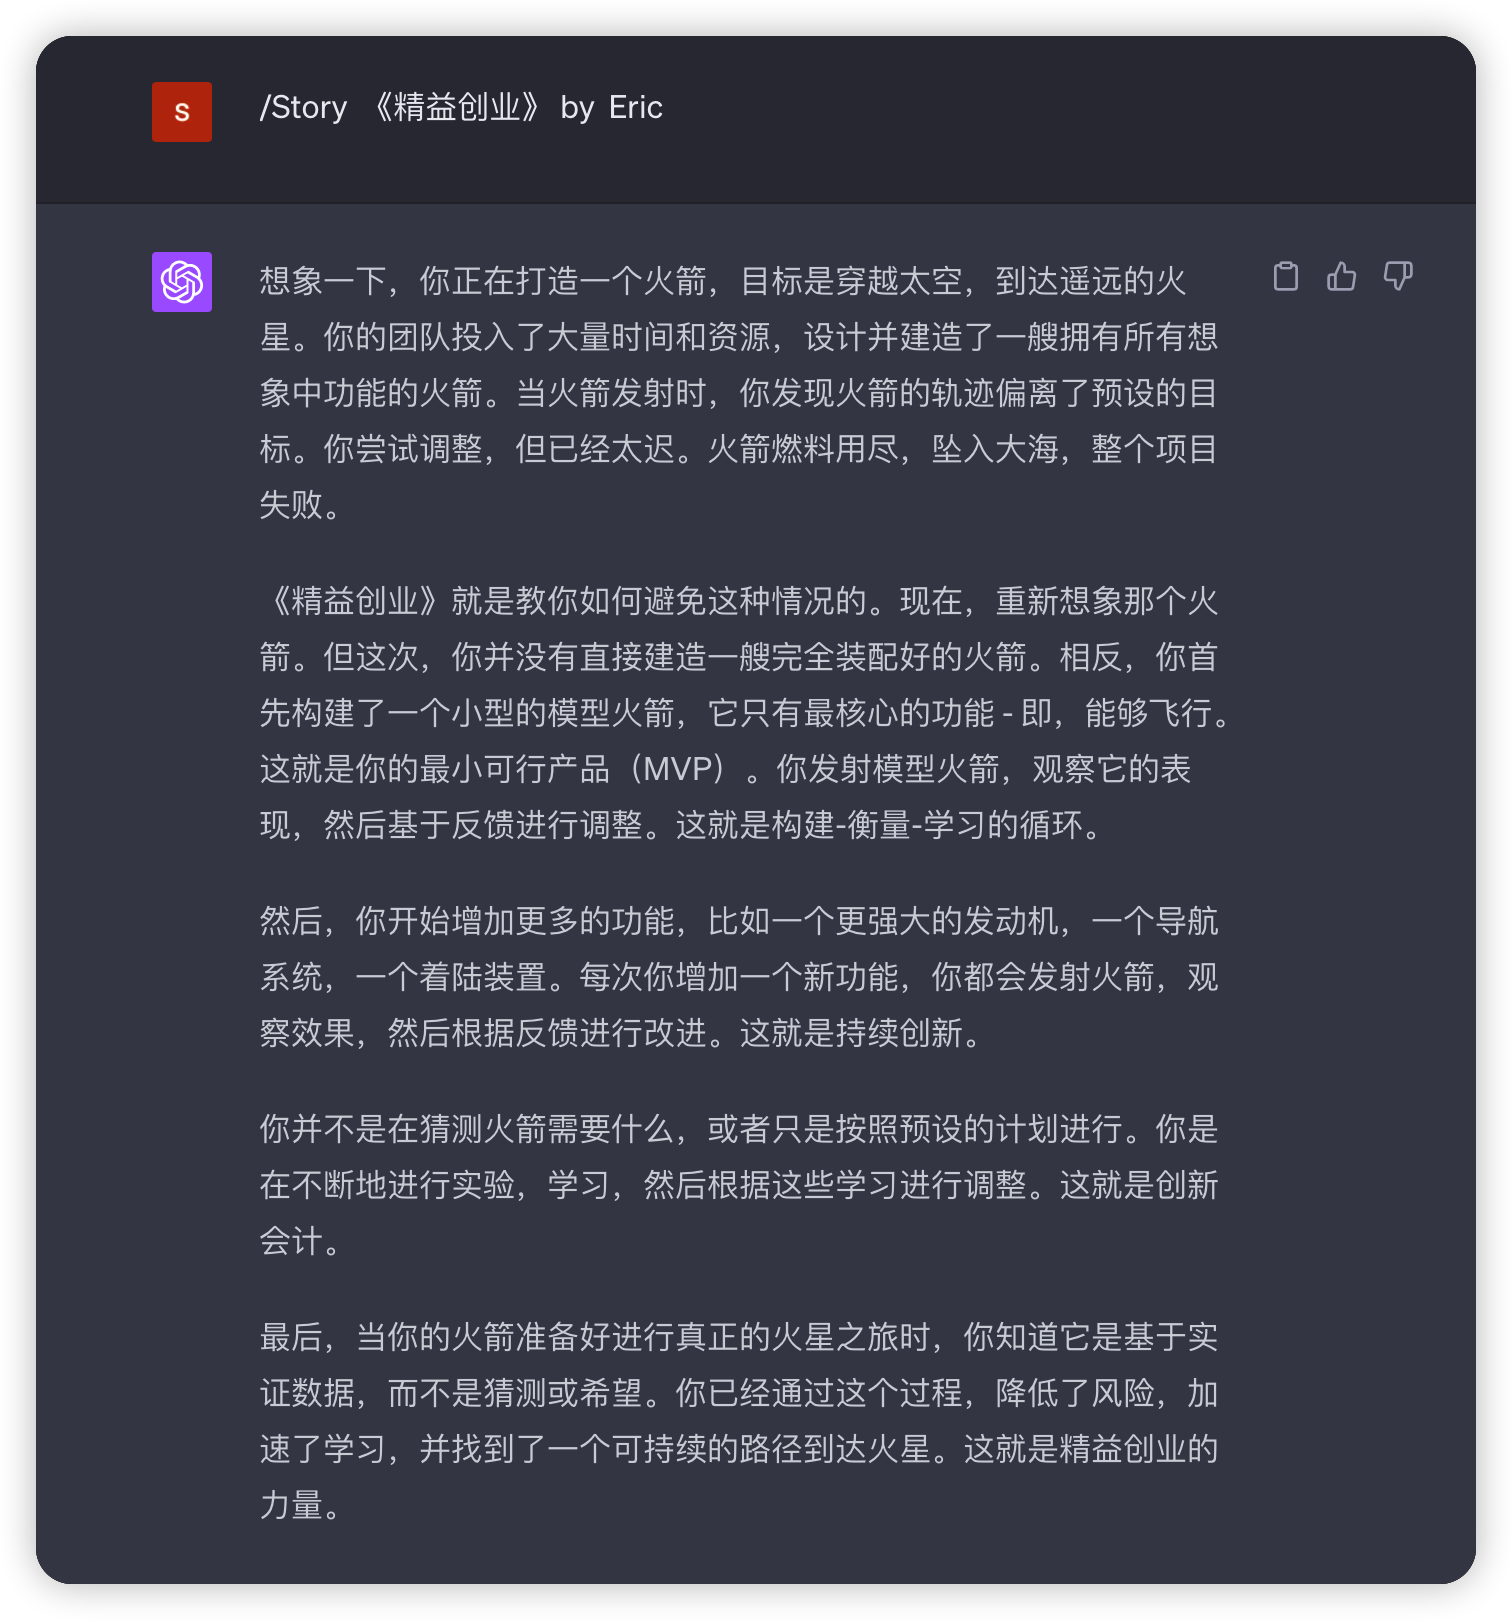 S
/Story 《精益创业》 by Eric
想象一下，你正在打造一个火箭，目标是穿越太空，到达遥远的火
星。你的团队投入了大量时间和资源，设计并建造了一艘拥有所有想
象中功能的火箭。当火箭发射时，你发现火箭的轨迹偏离了预设的目
标。你尝试调整，但已经太迟。火箭燃料用尽，坠入大海，整个项目
失败。
《精益创业》就是教你如何避免这种情况的。现在，重新想象那个火
箭。但这次，你并没有直接建造一艘完全装配好的火箭。相反，你首
先构建了一个小型的模型火箭，它只有最核心的功能 - 即，能够飞行。
这就是你的最小可行产品（MVP）。你发射模型火箭，观察它的表
现，然后基于反馈进行调整。这就是构建-衡量-学习的循环。
然后，你开始增加更多的功能，比如一个更强大的发动机，一个导航
系统，一个着陆装置。每次你增加一个新功能，你都会发射火箭，观
察效果，然后根据反馈进行改进。这就是持续创新。
你并不是在猜测火箭需要什么，或者只是按照预设的计划进行。你是
在不断地进行实验，学习，然后根据这些学习进行调整。这就是创新
会计。
最后，当你的火箭准备好进行真正的火星之旅时，你知道它是基于实
证数据，而不是猜测或希望。你已经通过这个过程，降低了风险，加
速了学习，并找到了一个可持续的路径到达火星。这就是精益创业的
力量。